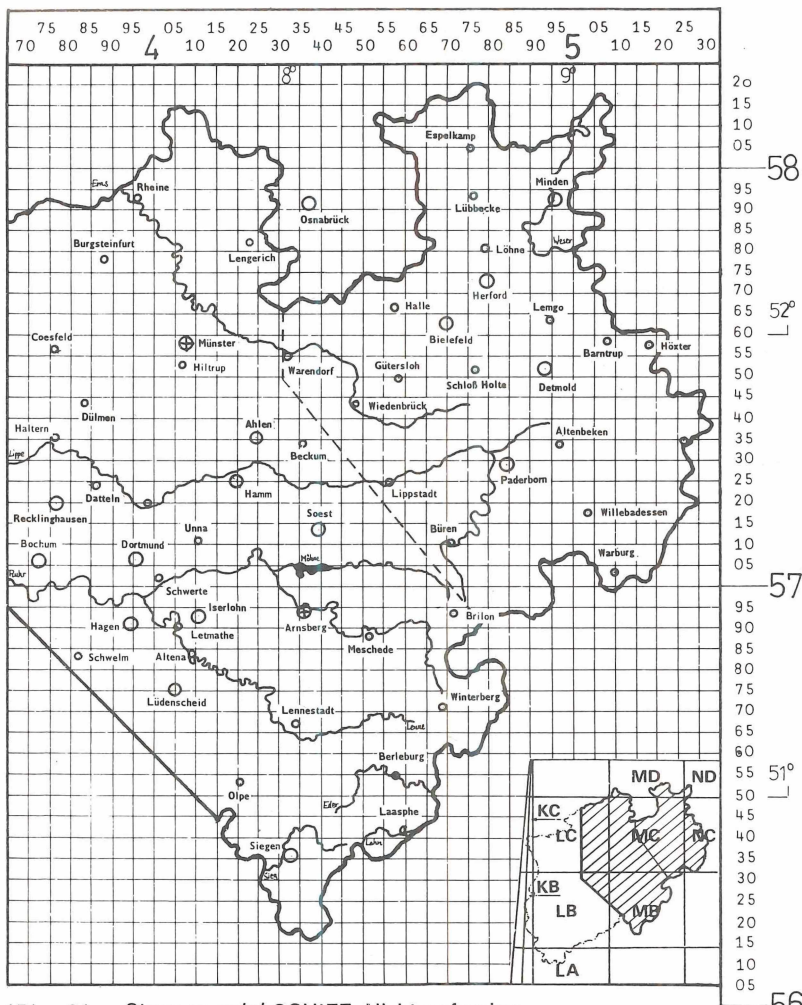 75 85 95 05 15 25 35 45 55 65 75 85 95 05 15 25
4 5
70 80 90 10 20 30 40 50 60 70 80 90 10 20 30
8° 9°
20
15
10
Espelkamp
05
58
Ems Rheine Minden
95
Osnabrück Lübbecke
90
Weser
85
Burgsteinfurt Lengerich Löhne
80
75
Herford
70
Halle Lemgo
65
52°
Bielefeld
60
Coesfeld Münster Barntrup Höxter
55
Hiltrup Warendorf Gütersloh Schloß Holte Detmold
50
45
Dülmen Wiedenbrück
40
Haltern Ahlen Altenbeken
35
Lippe Beckum
30
Paderborn
25
Datteln Hamm Lippstadt
20
Recklinghausen Soest Willebadessen
15
Unna Büren
10
Bochum Dortmund Möhne Warburg
05
Ruhr Schwerte
57
Iserlohn Brilon
95
Hagen Letmathe Arnsberg
90
Meschede
85
Schwelm Altena
80
75
Lüdenscheid Winterberg
70
Lennestadt Lenne
65
60
Berleburg
55
51°
MD ND
Olpe
50
Eder Laasphe
45
KC
LC MC NC
40
Siegen Lahn
35
Sieg
30
KB
25
LB MB
20
15
10
LA
05
56